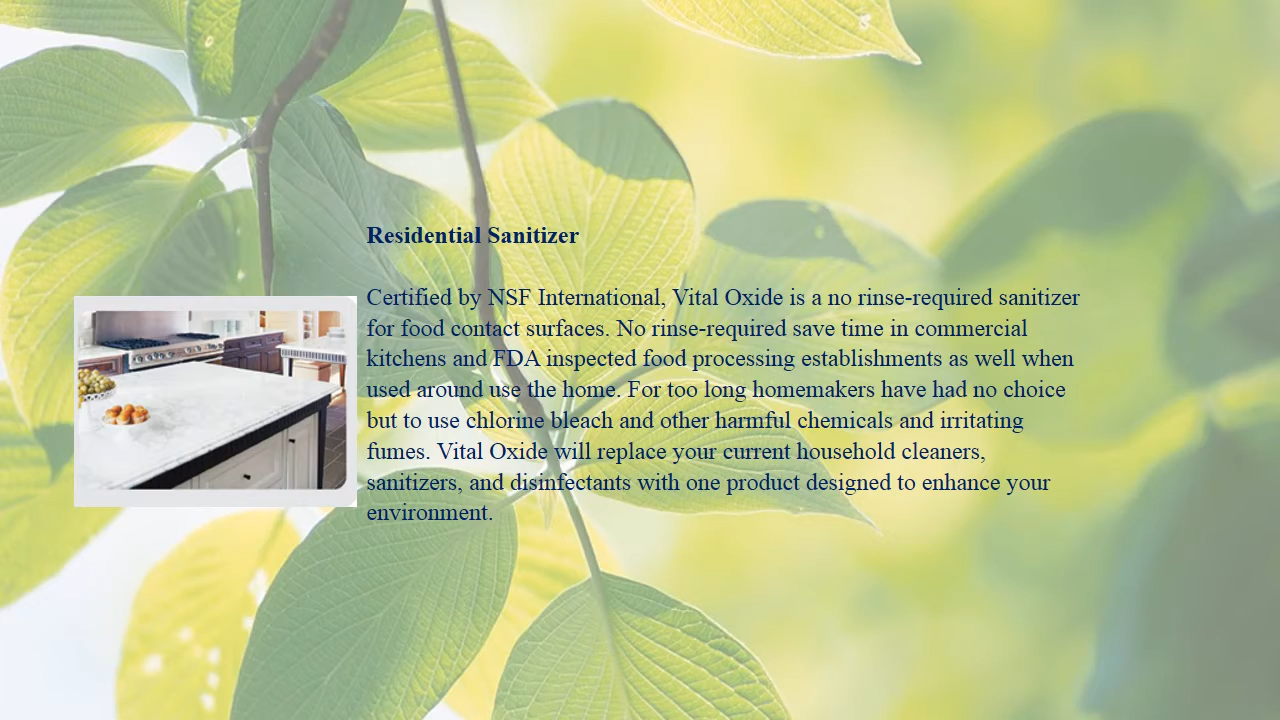 Residential Sanitizer
Certified by NSF International, Vital Oxide is a no rinse-required sanitizer
for food contact surfaces. No rinse-required save time in commercial
kitchens and FDA inspected food processing establishments as well when
used around use the home. For too long homemakers have had no choice
but to use chlorine bleach and other harmful chemicals and irritating
fumes. Vital Oxide will replace your current household cleaners,
sanitizers, and disinfectants with one product designed to enhance your
environment.